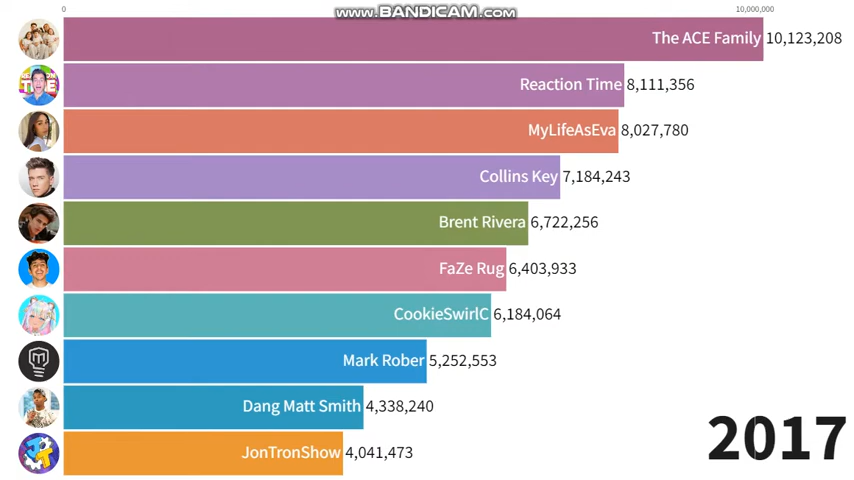 www.BANDICAM.com
0 10,000,000
The ACE Family 10,123,208
Reaction Time 8,111,356
MyLifeAsEva 8,027,780
Collins Key 7,184,243
Brent Rivera 6,722,256
FaZe Rug 6,403,933
CookieSwirlC 6,184,064
Mark Rober 5,252,553
Dang Matt Smith 4,338,240
JonTronShow 4,041,473
2017